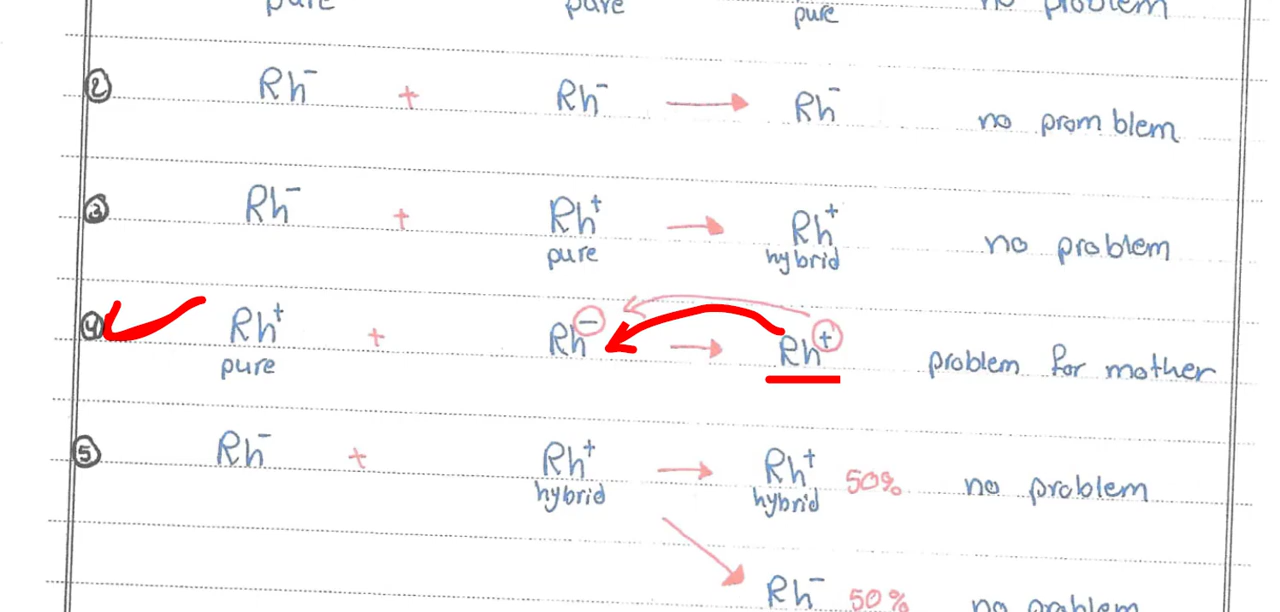 pure pure pure no problem
② Rh⁻ + Rh⁻ → Rh⁻ no prom blem
③ Rh⁻ + Rh⁺ → Rh⁺ no problem
pure hybrid
④ Rh⁺ + Rh⁻ → Rh⁺ problem for mother
pure
⑤ Rh⁻ + Rh⁺ → Rh⁺ 50% no problem
hybrid hybrid
Rh⁻ 50% no problem